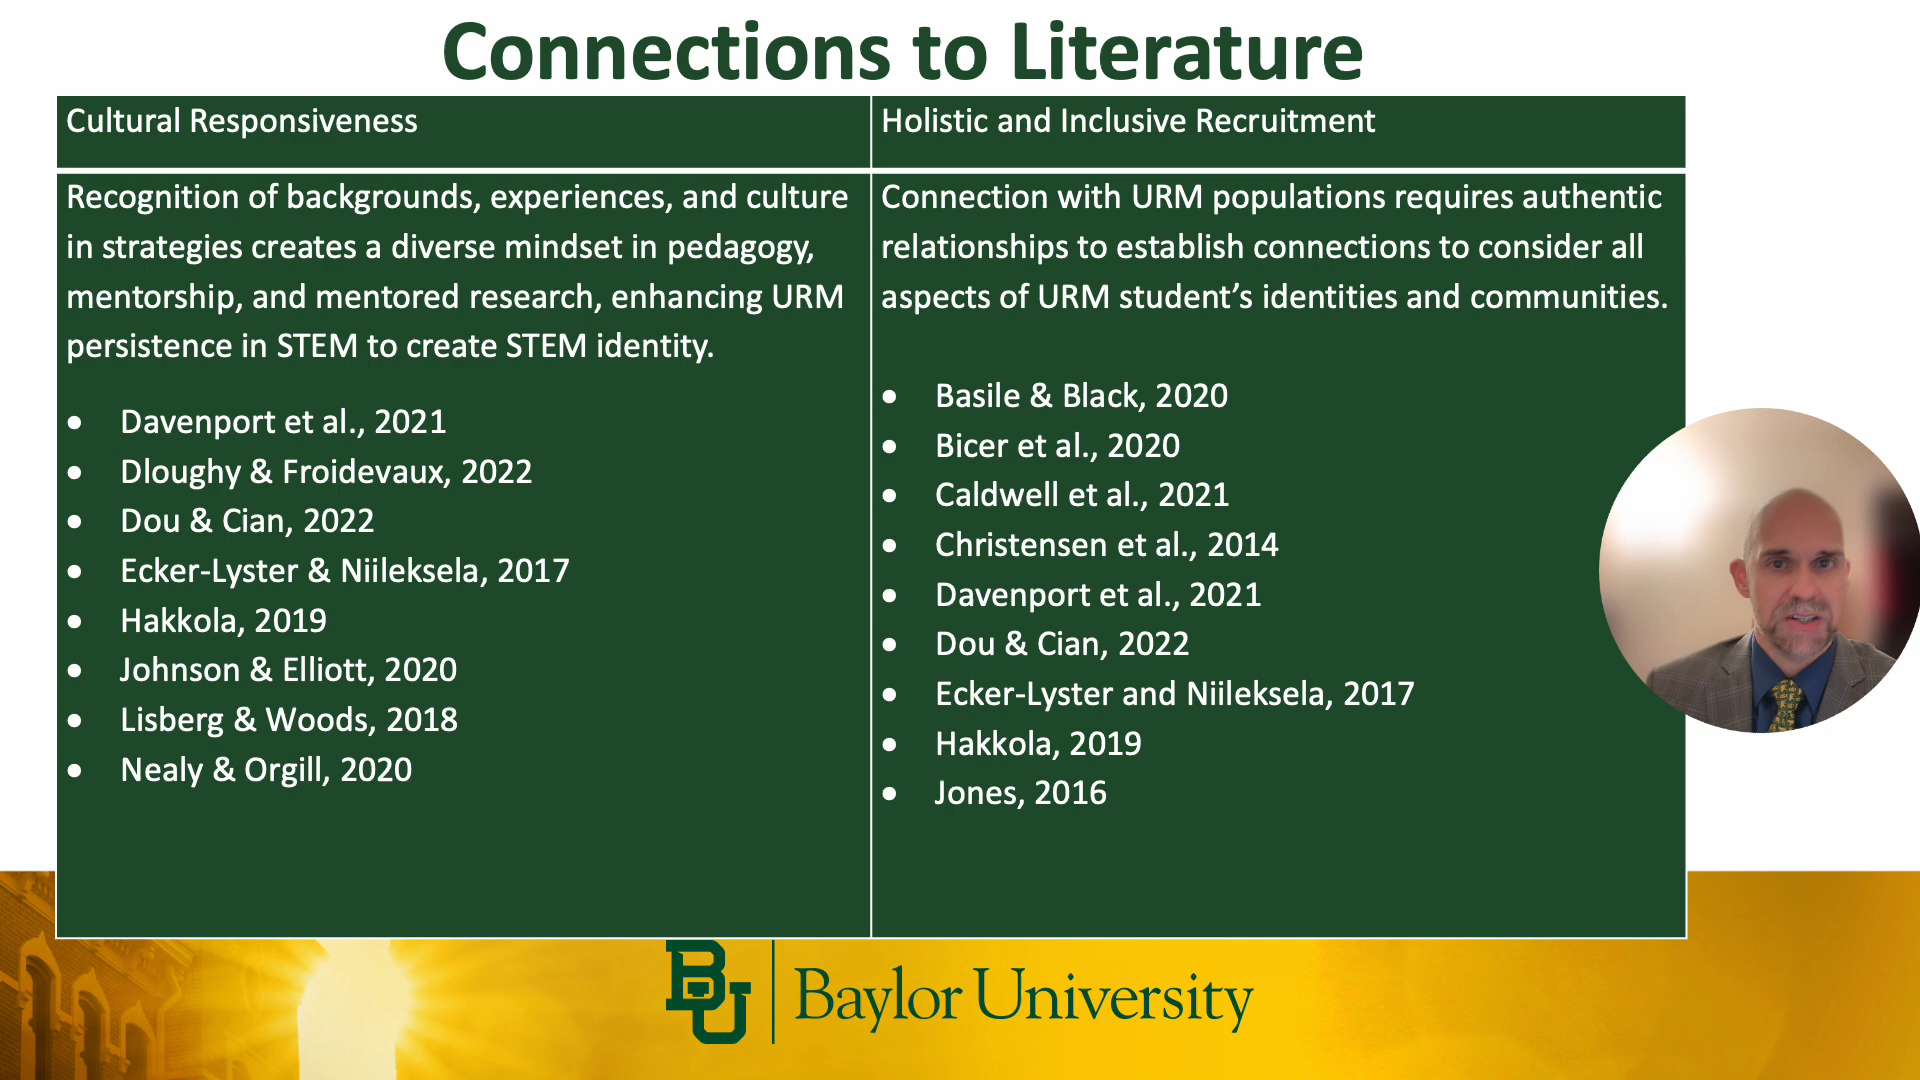 Connections to Literature
Cultural Responsiveness
Recognition of backgrounds, experiences, and culture
in strategies creates a diverse mindset in pedagogy,
mentorship, and mentored research, enhancing URM
persistence in STEM to create STEM identity.
• Davenport et al., 2021
• Dloughy & Froidevaux, 2022
• Dou & Cian, 2022
• Ecker-Lyster & Niileksela, 2017
• Hakkola, 2019
• Johnson & Elliott, 2020
• Lisberg & Woods, 2018
• Nealy & Orgill, 2020
Holistic and Inclusive Recruitment
Connection with URM populations requires authentic
relationships to establish connections to consider all
aspects of URM student’s identities and communities.
• Basile & Black, 2020
• Bicer et al., 2020
• Caldwell et al., 2021
• Christensen et al., 2014
• Davenport et al., 2021
• Dou & Cian, 2022
• Ecker-Lyster and Niileksela, 2017
• Hakkola, 2019
• Jones, 2016
BU
Baylor University